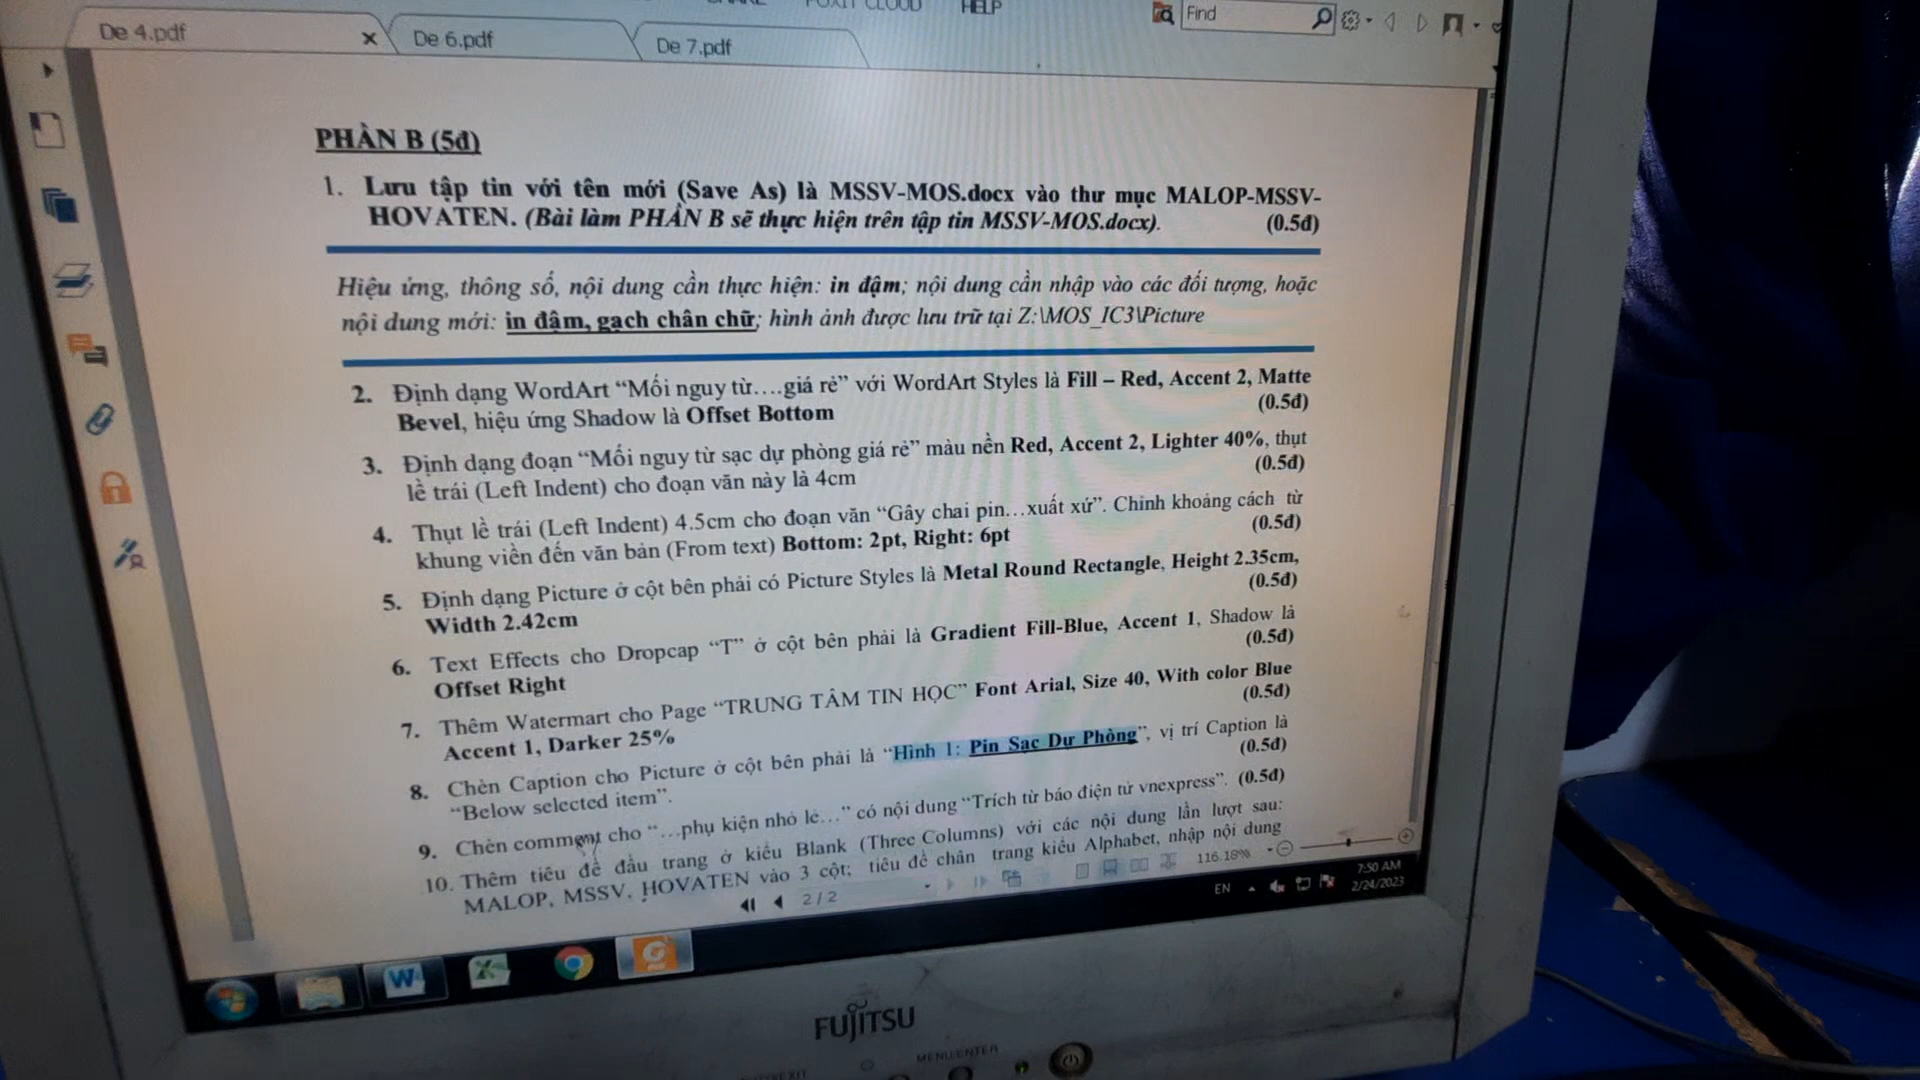 FOXIT CLOUD
HELP
Find
De 4.pdf
De 6.pdf
De 7.pdf
PHẦN B (5đ)
1. Lưu tập tin với tên mới (Save As) là MSSV-MOS.docx vào thư mục MALOP-MSSV-
HOVATEN. (Bài làm PHẦN B sẽ thực hiện trên tập tin MSSV-MOS.docx). (0.5đ)
Hiệu ứng, thông số, nội dung cần thực hiện: in đậm; nội dung cần nhập vào các đối tượng, hoặc
nội dung mới: in đậm, gạch chân chữ; hình ảnh được lưu trữ tại Z:\MOS_IC3\Picture
2. Định dạng WordArt “Mối nguy từ….giá rẻ” với WordArt Styles là Fill – Red, Accent 2, Matte
Bevel, hiệu ứng Shadow là Offset Bottom (0.5đ)
3. Định dạng đoạn “Mối nguy từ sạc dự phòng giá rẻ” màu nền Red, Accent 2, Lighter 40%, thụt
lề trái (Left Indent) cho đoạn văn này là 4cm (0.5đ)
4. Thụt lề trái (Left Indent) 4.5cm cho đoạn văn “Gây chai pin…xuất xứ”. Chỉnh khoảng cách từ
khung viền đến văn bản (From text) Bottom: 2pt, Right: 6pt (0.5đ)
5. Định dạng Picture ở cột bên phải có Picture Styles là Metal Round Rectangle, Height 2.35cm,
Width 2.42cm (0.5đ)
6. Text Effects cho Dropcap “T” ở cột bên phải là Gradient Fill-Blue, Accent 1, Shadow là
Offset Right (0.5đ)
7. Thêm Watermart cho Page “TRUNG TÂM TIN HỌC” Font Arial, Size 40, With color Blue
Accent 1, Darker 25% (0.5đ)
8. Chèn Caption cho Picture ở cột bên phải là “Hình 1: Pin Sạc Dự Phòng”, vị trí Caption là
“Below selected item”. (0.5đ)
9. Chèn comment cho “…phụ kiện nhỏ lẻ…” có nội dung “Trích từ báo điện tử vnexpress”. (0.5đ)
10. Thêm tiêu đề đầu trang ở kiểu Blank (Three Columns) với các nội dung lần lượt sau:
MALOP, MSSV, HOVATEN vào 3 cột; tiêu đề chân trang kiểu Alphabet, nhập nội dung
2 / 2
116.18%
EN
7:50 AM
2/24/2023
FUJITSU
MENU/ENTER